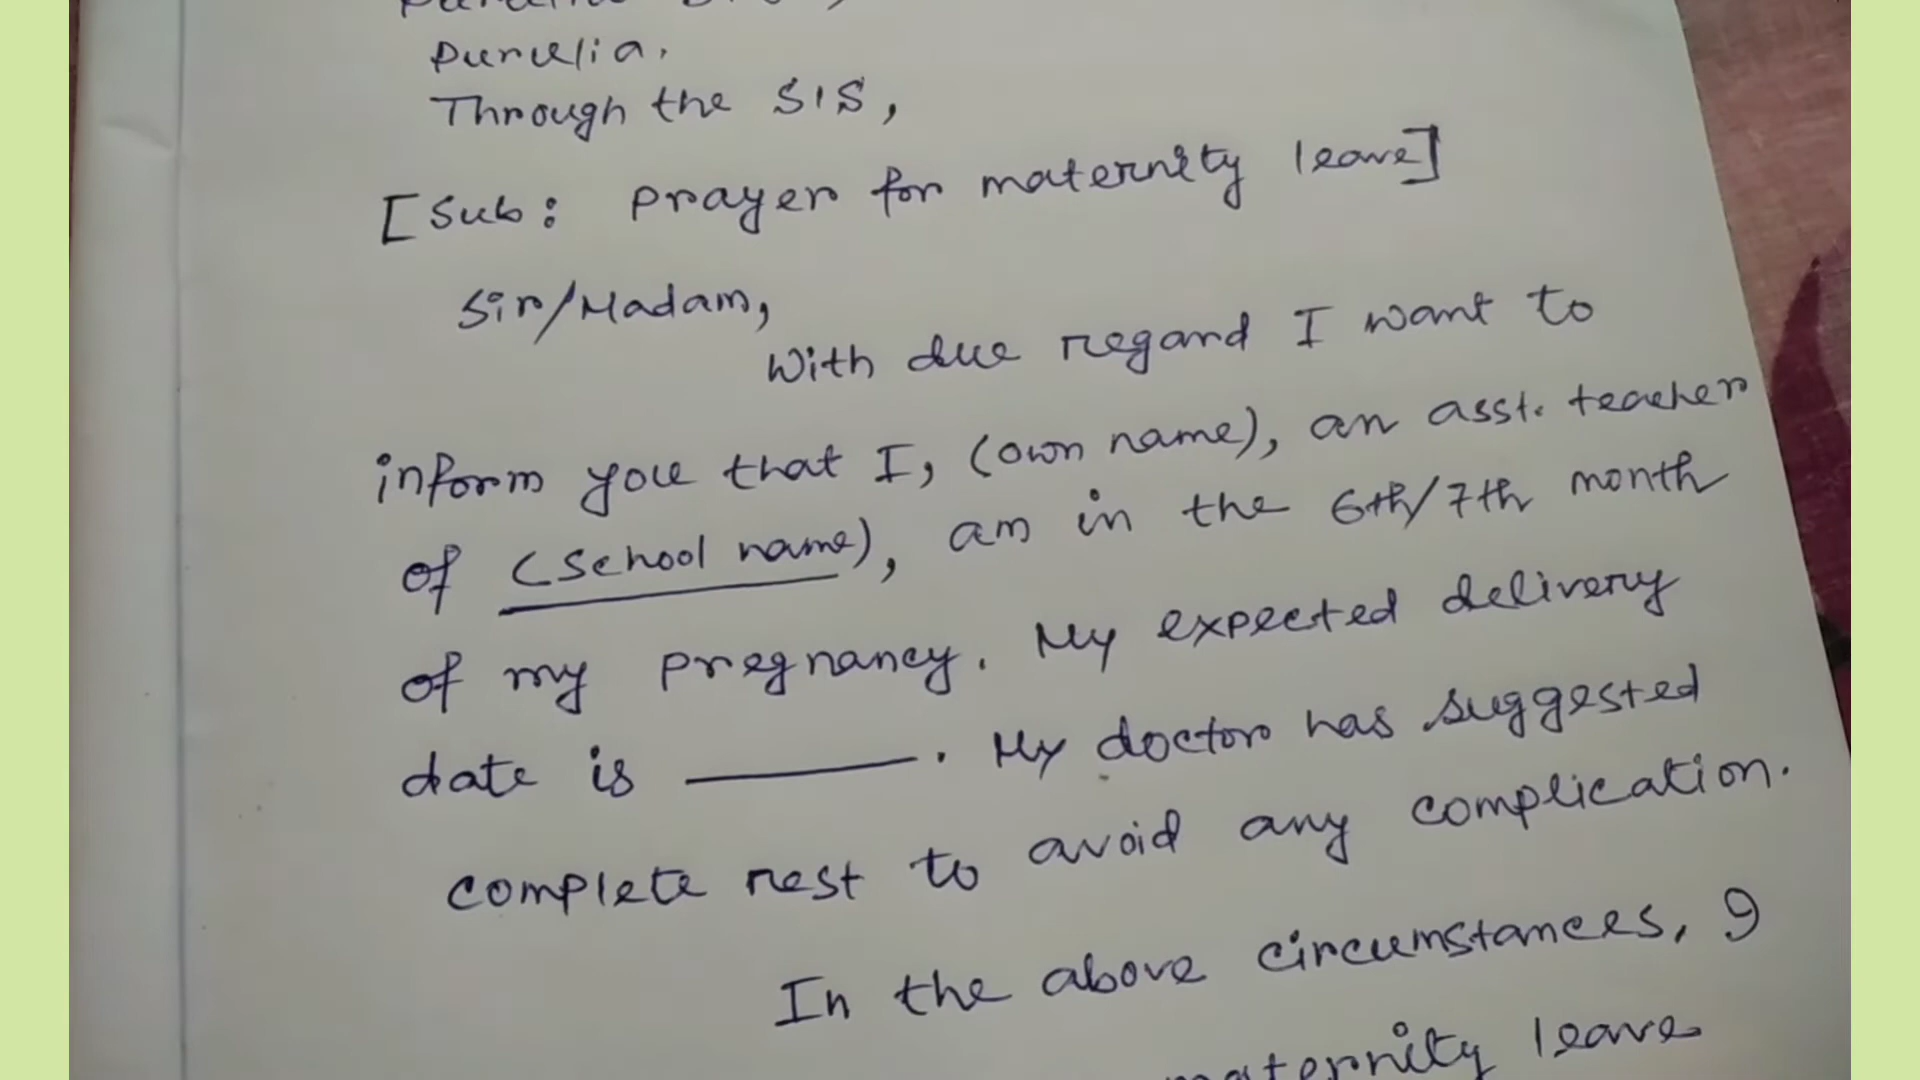 Purulia.
Through the SIS,
[Sub: Prayer for maternity leave]
Sir/Madam,
With due regard I want to
inform you that I, (own name), an asst. teacher
of (School name), am in the 6th/7th month
of my pregnancy. My expected delivery
date is ______. My doctor has suggested
complete rest to avoid any complication.
In the above circumstances, I
maternity leave